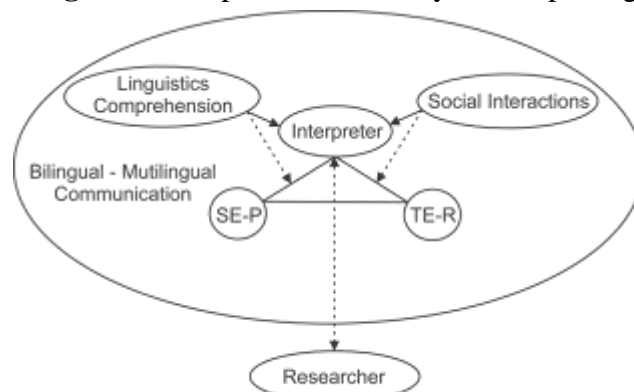 Linguistics
Comprehension
Social Interactions
Interpreter
Bilingual - Mutilingual
Communication
SE-P
TE-R
Researcher